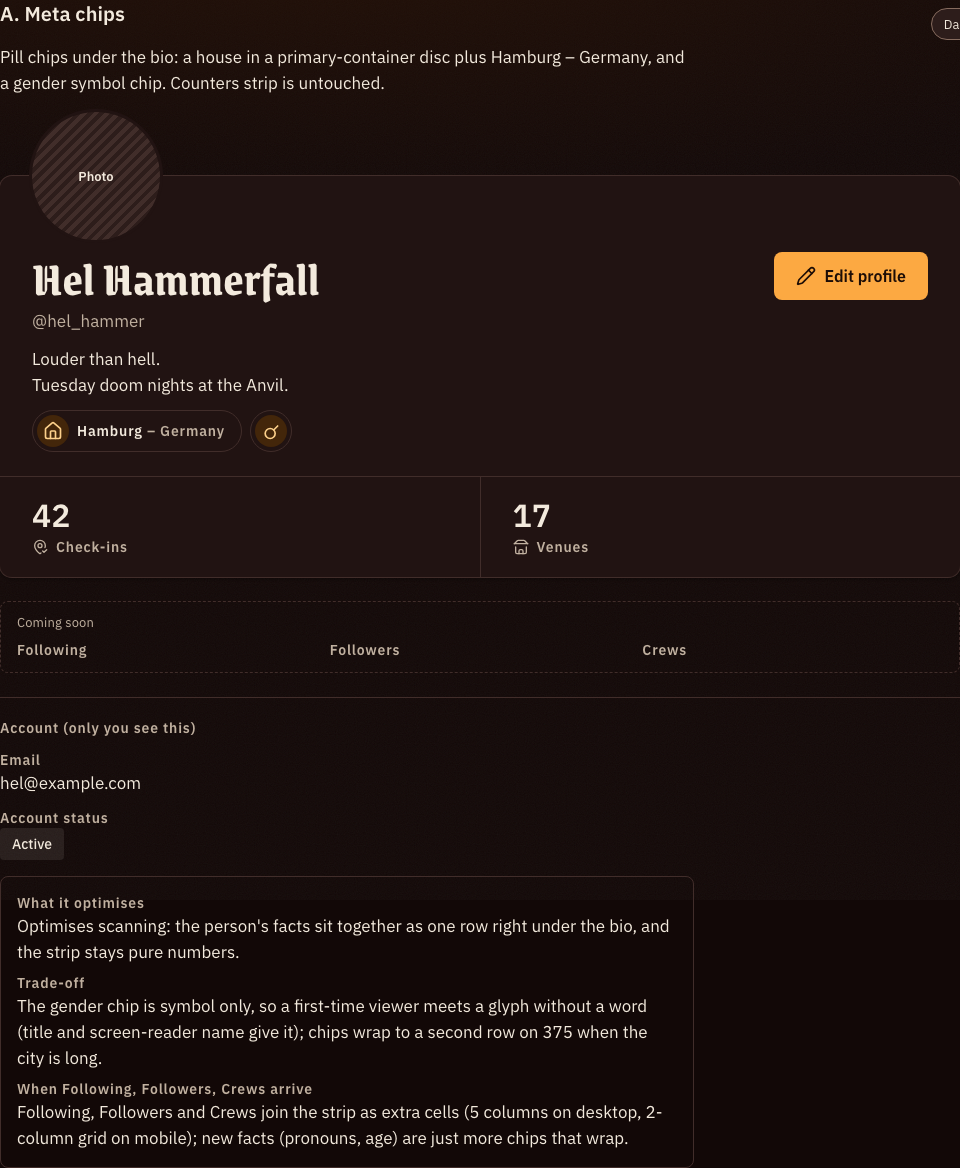 A. Meta chips
Da
Pill chips under the bio: a house in a primary-container disc plus Hamburg – Germany, and
a gender symbol chip. Counters strip is untouched.
Photo
Hel Hammerfall
Edit profile
@hel_hammer
Louder than hell.
Tuesday doom nights at the Anvil.
Hamburg – Germany
42
Check-ins
17
Venues
Coming soon
Following
Followers
Crews
Account (only you see this)
Email
hel@example.com
Account status
Active
What it optimises
Optimises scanning: the person's facts sit together as one row right under the bio, and
the strip stays pure numbers.
Trade-off
The gender chip is symbol only, so a first-time viewer meets a glyph without a word
(title and screen-reader name give it); chips wrap to a second row on 375 when the
city is long.
When Following, Followers, Crews arrive
Following, Followers and Crews join the strip as extra cells (5 columns on desktop, 2-
column grid on mobile); new facts (pronouns, age) are just more chips that wrap.